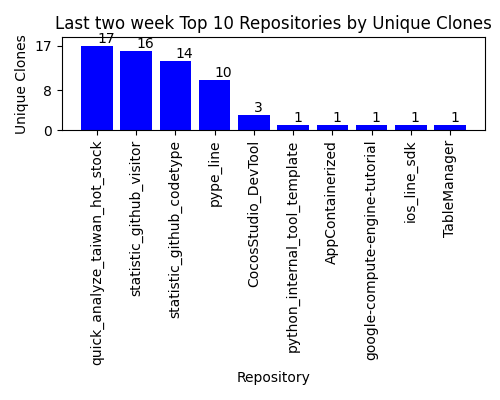 Last two week Top 10 Repositories by Unique Clones
Unique Clones
17
8
0
17
16
14
10
3
1
1
1
1
1
quick_analyze_taiwan_hot_stock
statistic_github_visitor
statistic_github_codetype
pype_line
CocosStudio_DevTool
python_internal_tool_template
AppContainerized
google-compute-engine-tutorial
ios_line_sdk
TableManager
Repository